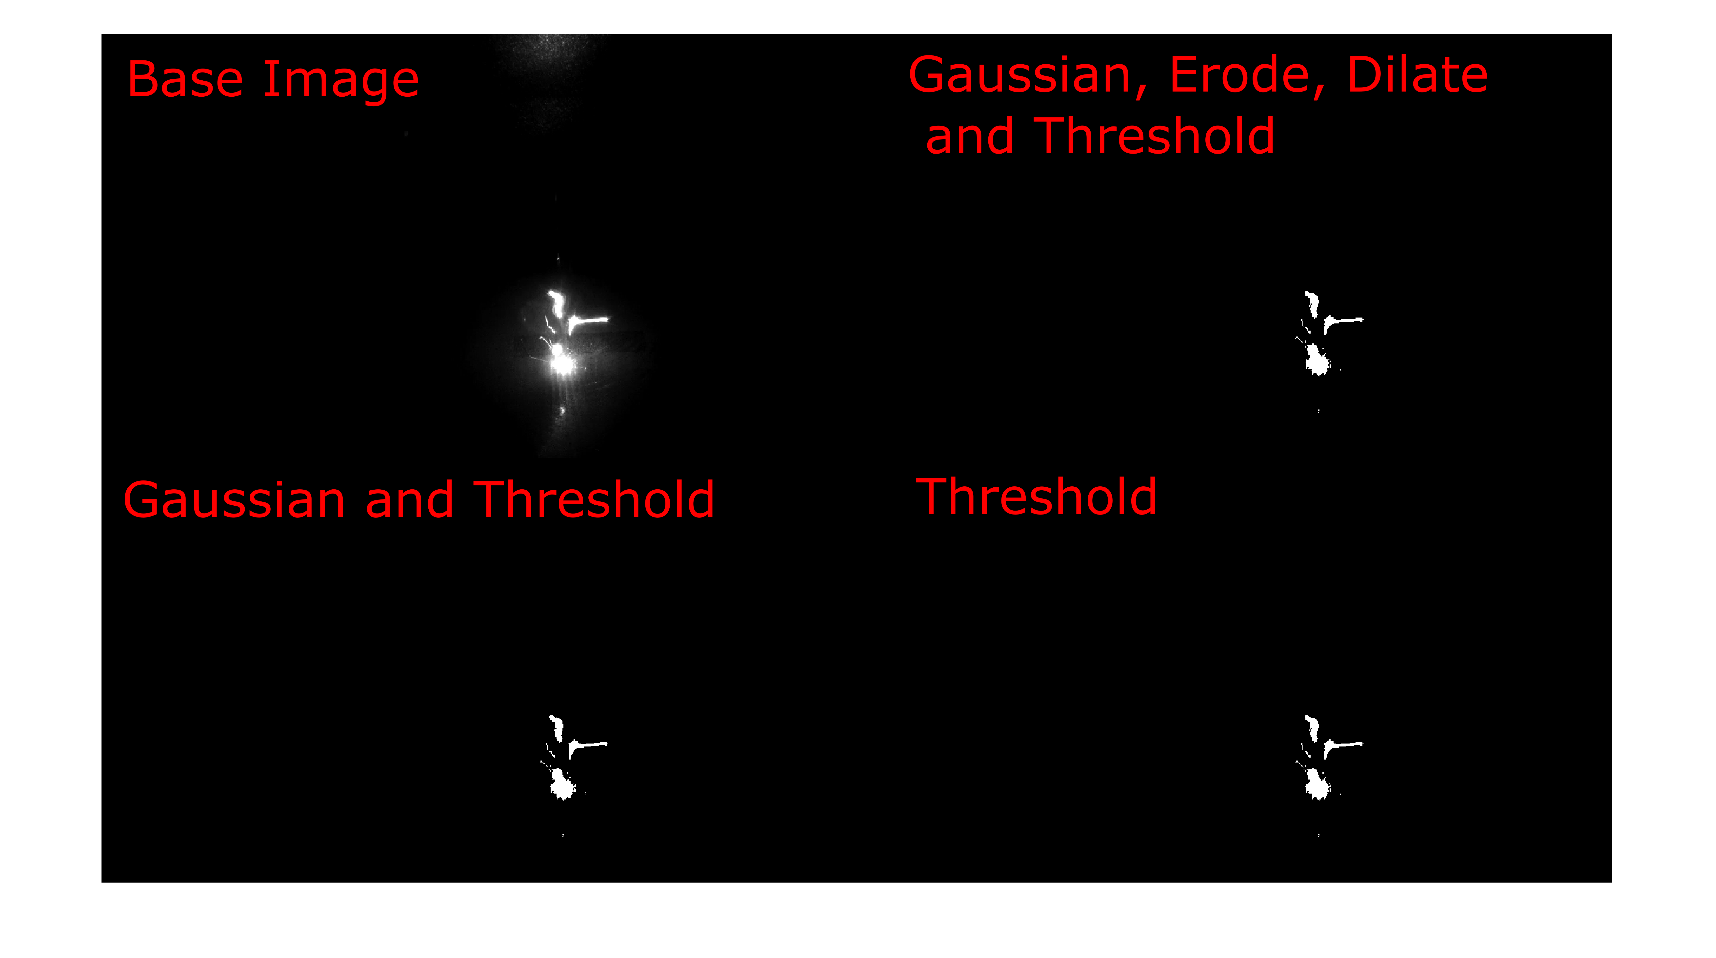 Base Image
Gaussian, Erode, Dilate
and Threshold
Gaussian and Threshold
Threshold